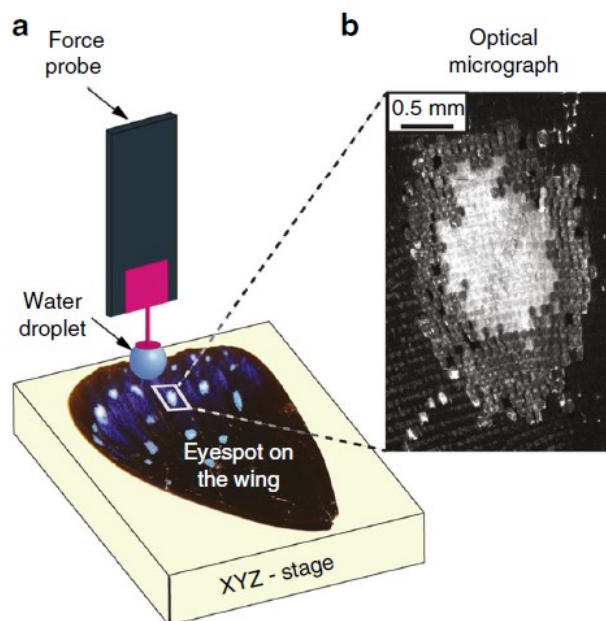 a
Force
probe
Water
droplet
Eyespot on
the wing
XYZ - stage
b
Optical
micrograph
0.5 mm